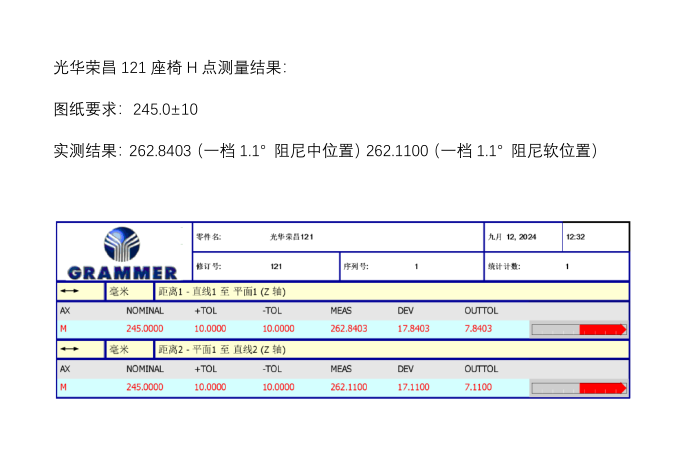 光华荣昌 121 座椅 H 点测量结果：
图纸要求： 245.0±10
实测结果: 262.8403（一档 1.1° 阻尼中位置）262.1100（一档 1.1° 阻尼软位置）
GRAMMER
零件名: 光华荣昌121 九月 12, 2024 12:32
修订号: 121 序列号: 1 统计计数: 1
毫米 距离1 - 直线1 至 平面1 (Z 轴)
AX NOMINAL +TOL -TOL MEAS DEV OUTTOL
M 245.0000 10.0000 10.0000 262.8403 17.8403 7.8403
毫米 距离2 - 平面1 至 直线2 (Z 轴)
AX NOMINAL +TOL -TOL MEAS DEV OUTTOL
M 245.0000 10.0000 10.0000 262.1100 17.1100 7.1100